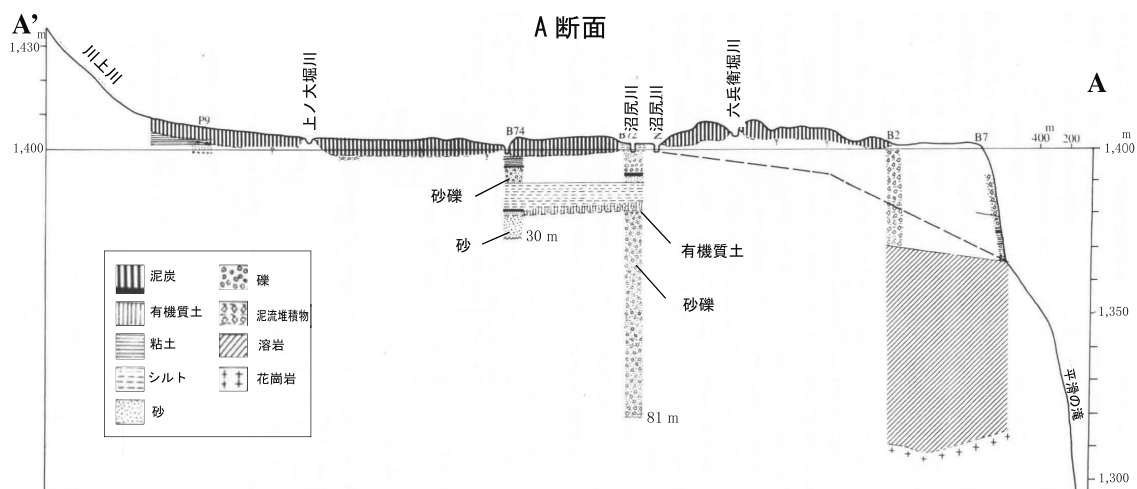 A'
A 断面
A
m
1,430
1,400
川上川
P9
上ノ大堀川
B74
沼尻川
沼尻川
六兵衛堀川
B2
B7
m
400 200
m
1,400
1,350
1,300
砂礫
砂
30 m
有機質土
砂礫
81 m
平滑の滝
泥炭
有機質土
粘土
シルト
砂
礫
泥流堆積物
溶岩
花崗岩